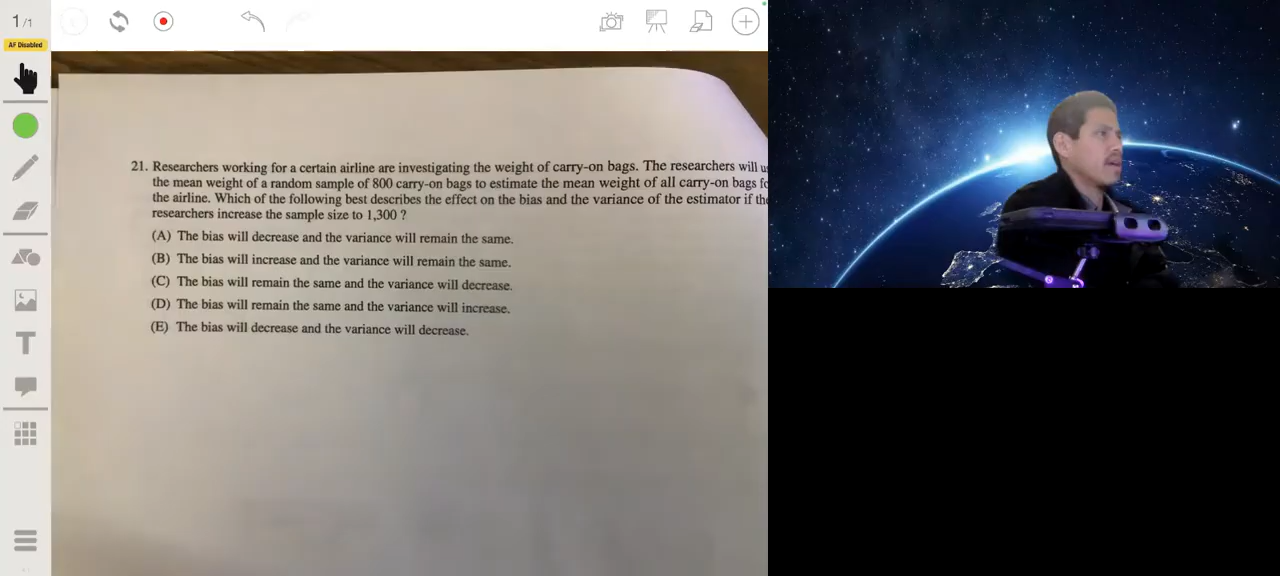 1/1
AF Disabled
T
21. Researchers working for a certain airline are investigating the weight of carry-on bags. The researchers will
the mean weight of a random sample of 800 carry-on bags to estimate the mean weight of all carry-on bags
the airline. Which of the following best describes the effect on the bias and the variance of the estimator if
researchers increase the sample size to 1,300 ?
(A) The bias will decrease and the variance will remain the same.
(B) The bias will increase and the variance will remain the same.
(C) The bias will remain the same and the variance will decrease.
(D) The bias will remain the same and the variance will increase.
(E) The bias will decrease and the variance will decrease.